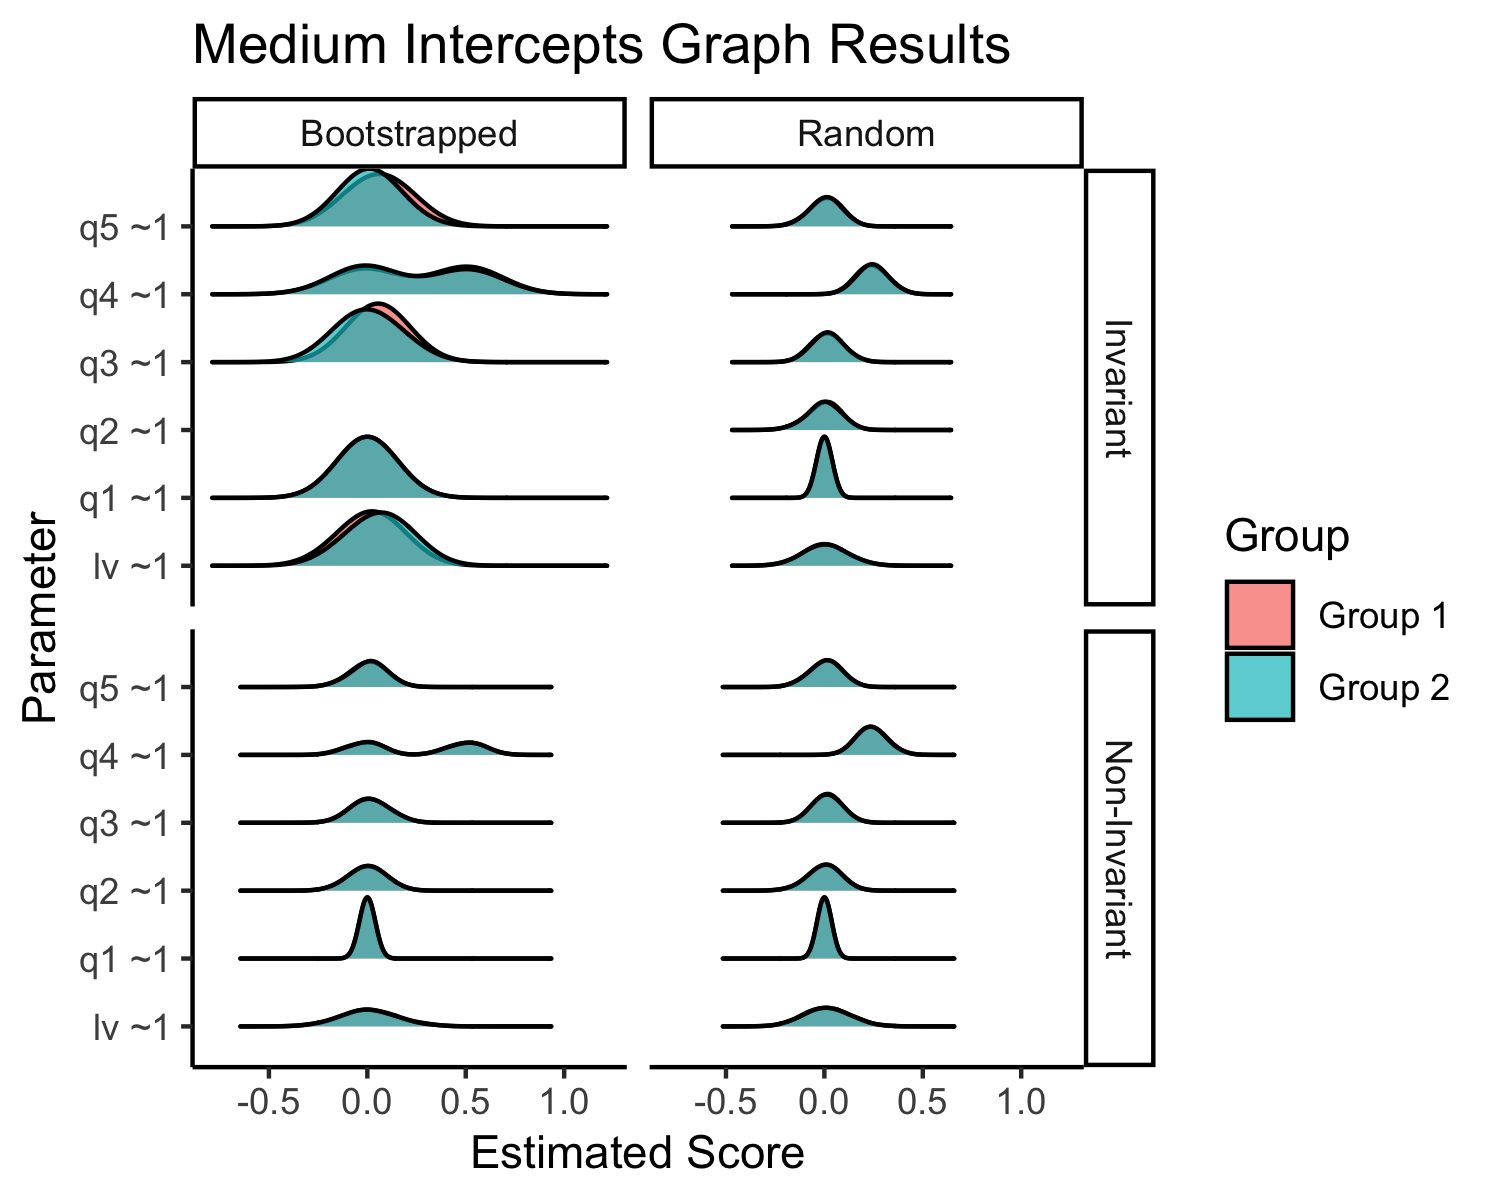 Medium Intercepts Graph Results
Bootstrapped
Random
Parameter
q5 ~1
q4 ~1
q3 ~1
q2 ~1
q1 ~1
lv ~1
Invariant
q5 ~1
q4 ~1
q3 ~1
q2 ~1
q1 ~1
lv ~1
Non-Invariant
-0.5 0.0 0.5 1.0
-0.5 0.0 0.5 1.0
Estimated Score
Group
Group 1
Group 2